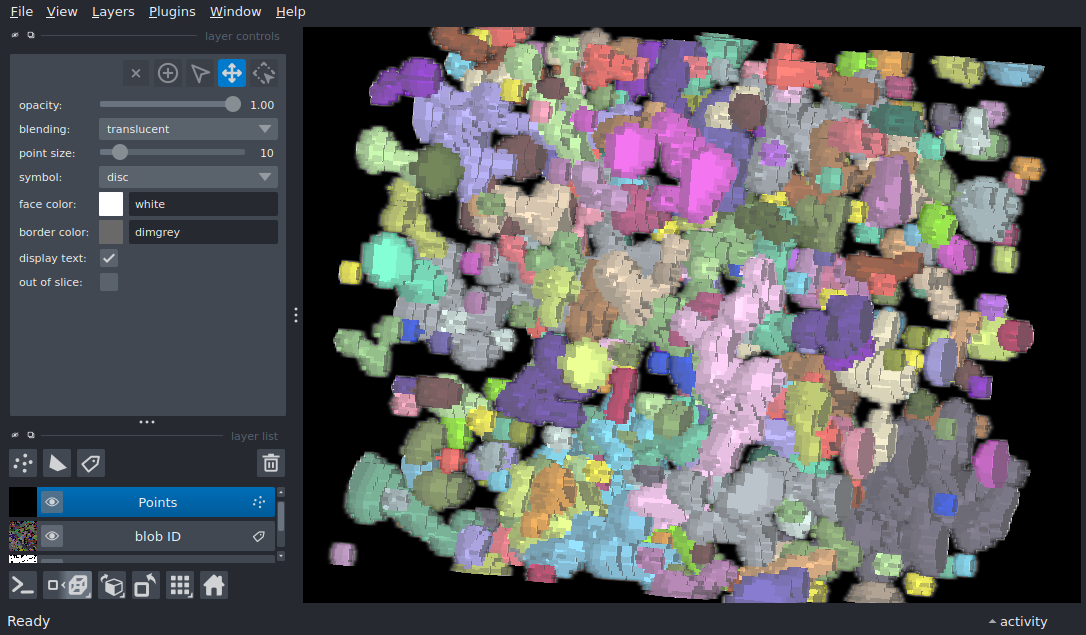 File View Layers Plugins Window Help
layer controls
opacity: 1.00
blending: translucent
point size: 10
symbol: disc
face color: white
border color: dimgrey
display text:
out of slice:
layer list
Points
blob ID
Ready
activity